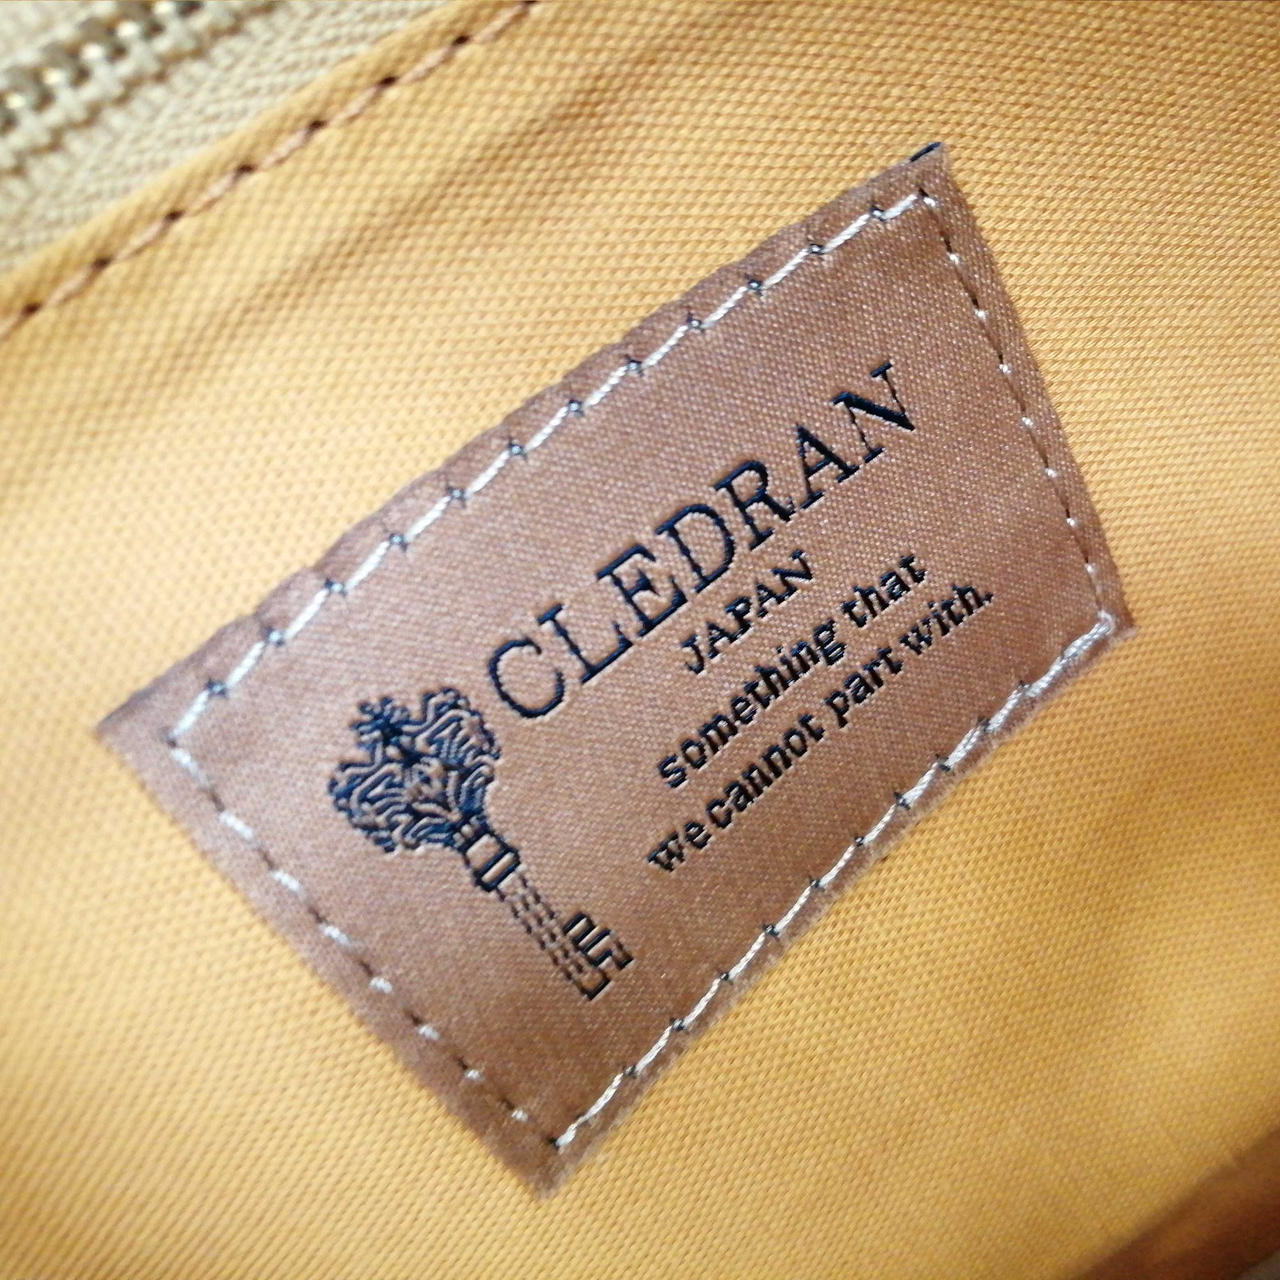 CLEDRAN
JAPAN
something that
we cannot part with.